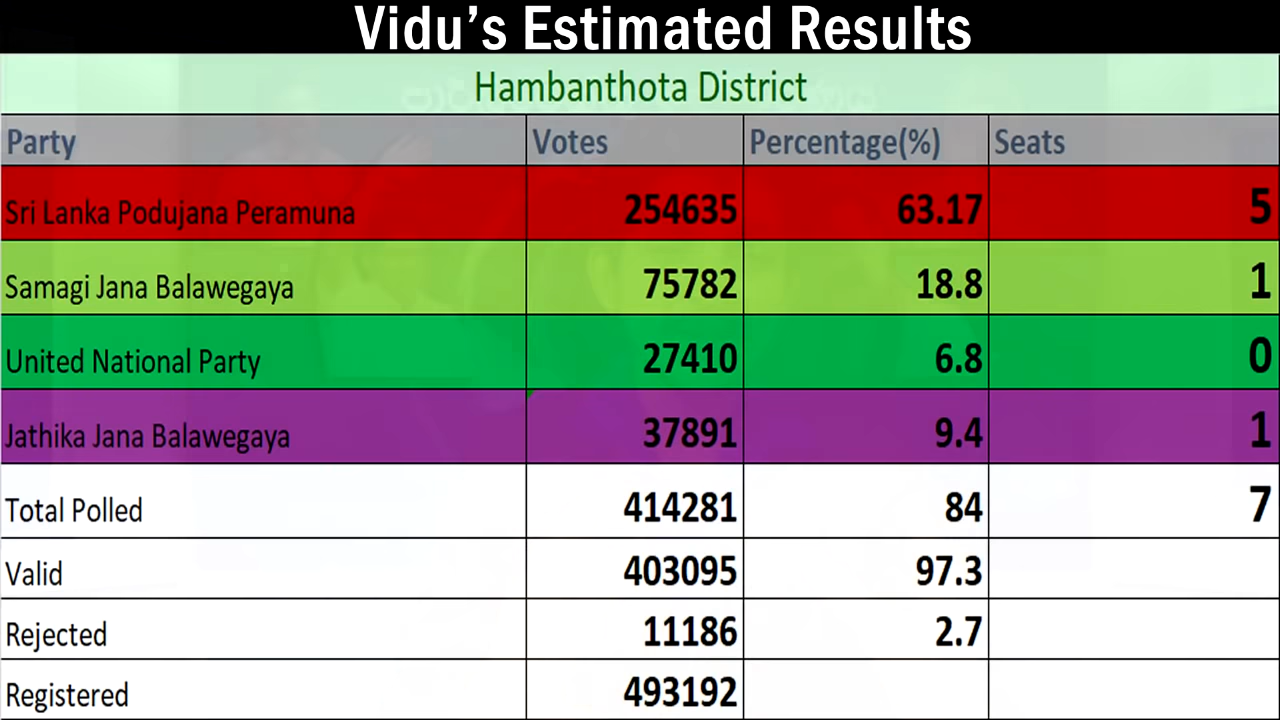 Vidu’s Estimated Results
Hambanthota District
Party Votes Percentage(%) Seats
Sri Lanka Podujana Peramuna 254635 63.17 5
Samagi Jana Balawegaya 75782 18.8 1
United National Party 27410 6.8 0
Jathika Jana Balawegaya 37891 9.4 1
Total Polled 414281 84 7
Valid 403095 97.3
Rejected 11186 2.7
Registered 493192